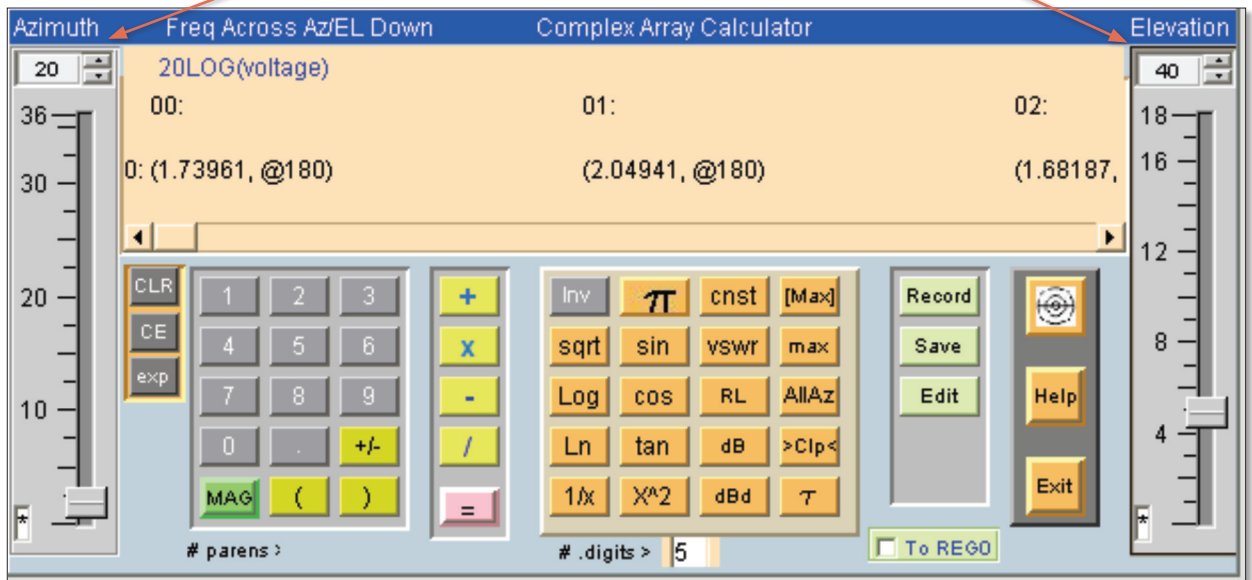 Azimuth Freq Across Az/EL Down Complex Array Calculator Elevation
20 20LOG(voltage) 40
00: 01: 02:
0: (1.73961, @180) (2.04941, @180) (1.68187,
36
30
20
10
18
16
12
8
4
CLR
CE
exp
1 2 3
4 5 6
7 8 9
0 . +/-
MAG ( )
+
x
-
/
=
Inv π cnst [Max]
sqrt sin vswr max
Log cos RL AllAz
Ln tan dB >Clp<
1/x X^2 dBd τ
Record
Save
Edit
Help
Exit
*
*
# parens >
# .digits > 5
To REG0